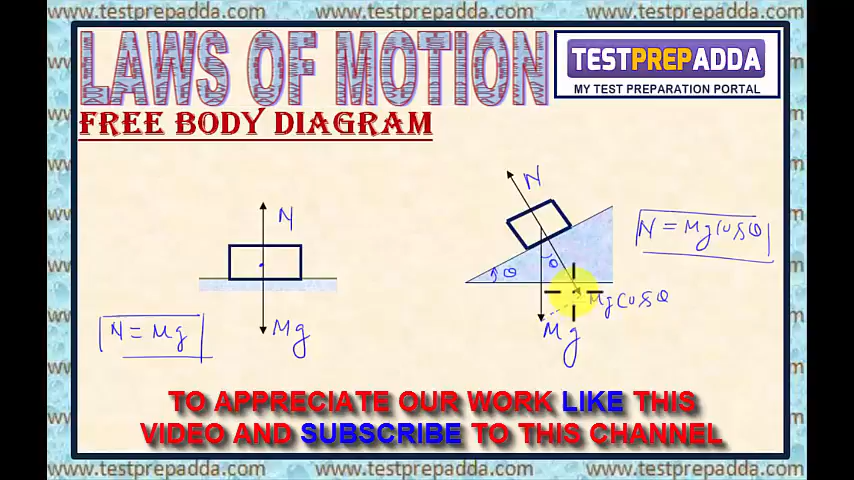 www.testprepadda.com www.testprepadda.com www.testprepadda.com
LAWS OF MOTION
TESTPREPADDA
MY TEST PREPARATION PORTAL
FREE BODY DIAGRAM
N
N
N = Mg cos θ
θ
θ
Mg cos θ
N = Mg
Mg
Mg
TO APPRECIATE OUR WORK LIKE THIS
VIDEO AND SUBSCRIBE TO THIS CHANNEL
www.testprepadda.com www.testprepadda.com www.testprepadda.com